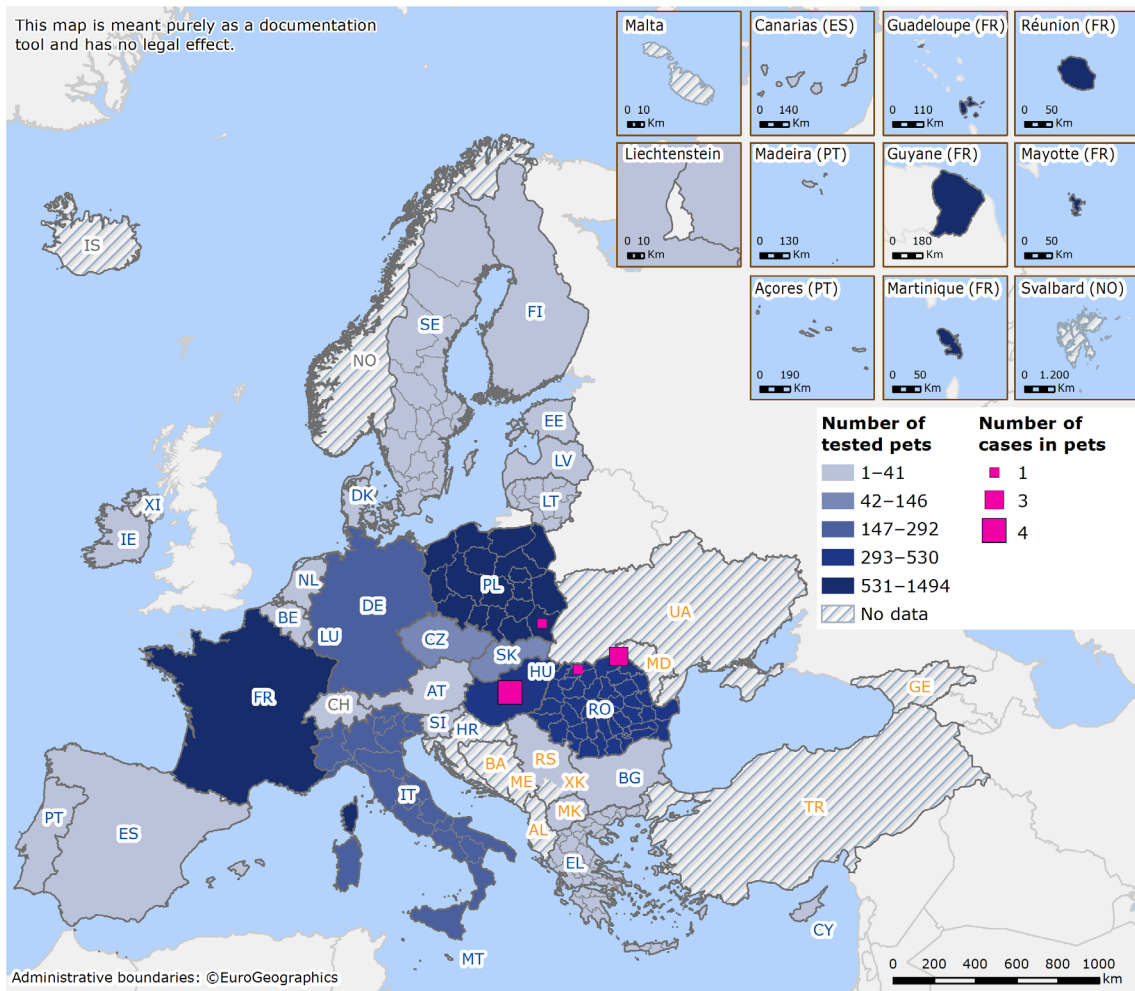 This map is meant purely as a documentation
tool and has no legal effect.
Malta
0 10
Km
Canarias (ES)
0 140
Km
Guadeloupe (FR)
0 110
Km
Réunion (FR)
0 50
Km
Liechtenstein
0 10
Km
Madeira (PT)
0 130
Km
Guyane (FR)
0 180
Km
Mayotte (FR)
0 50
Km
Açores (PT)
0 190
Km
Martinique (FR)
0 50
Km
Svalbard (NO)
0 1.200
Km
Number of
tested pets
1–41
42–146
147–292
293–530
531–1494
No data
Number of
cases in pets
1
3
4
IS
NO
SE
FI
EE
LV
LT
DK
XI
IE
NL
BE
LU
DE
PL
CZ
SK
UA
MD
FR
CH
AT
HU
RO
SI
HR
BA
RS
ME
XK
MK
AL
BG
GE
TR
IT
PT
ES
EL
MT
CY
Administrative boundaries: ©EuroGeographics
0 200 400 600 800 1000
km